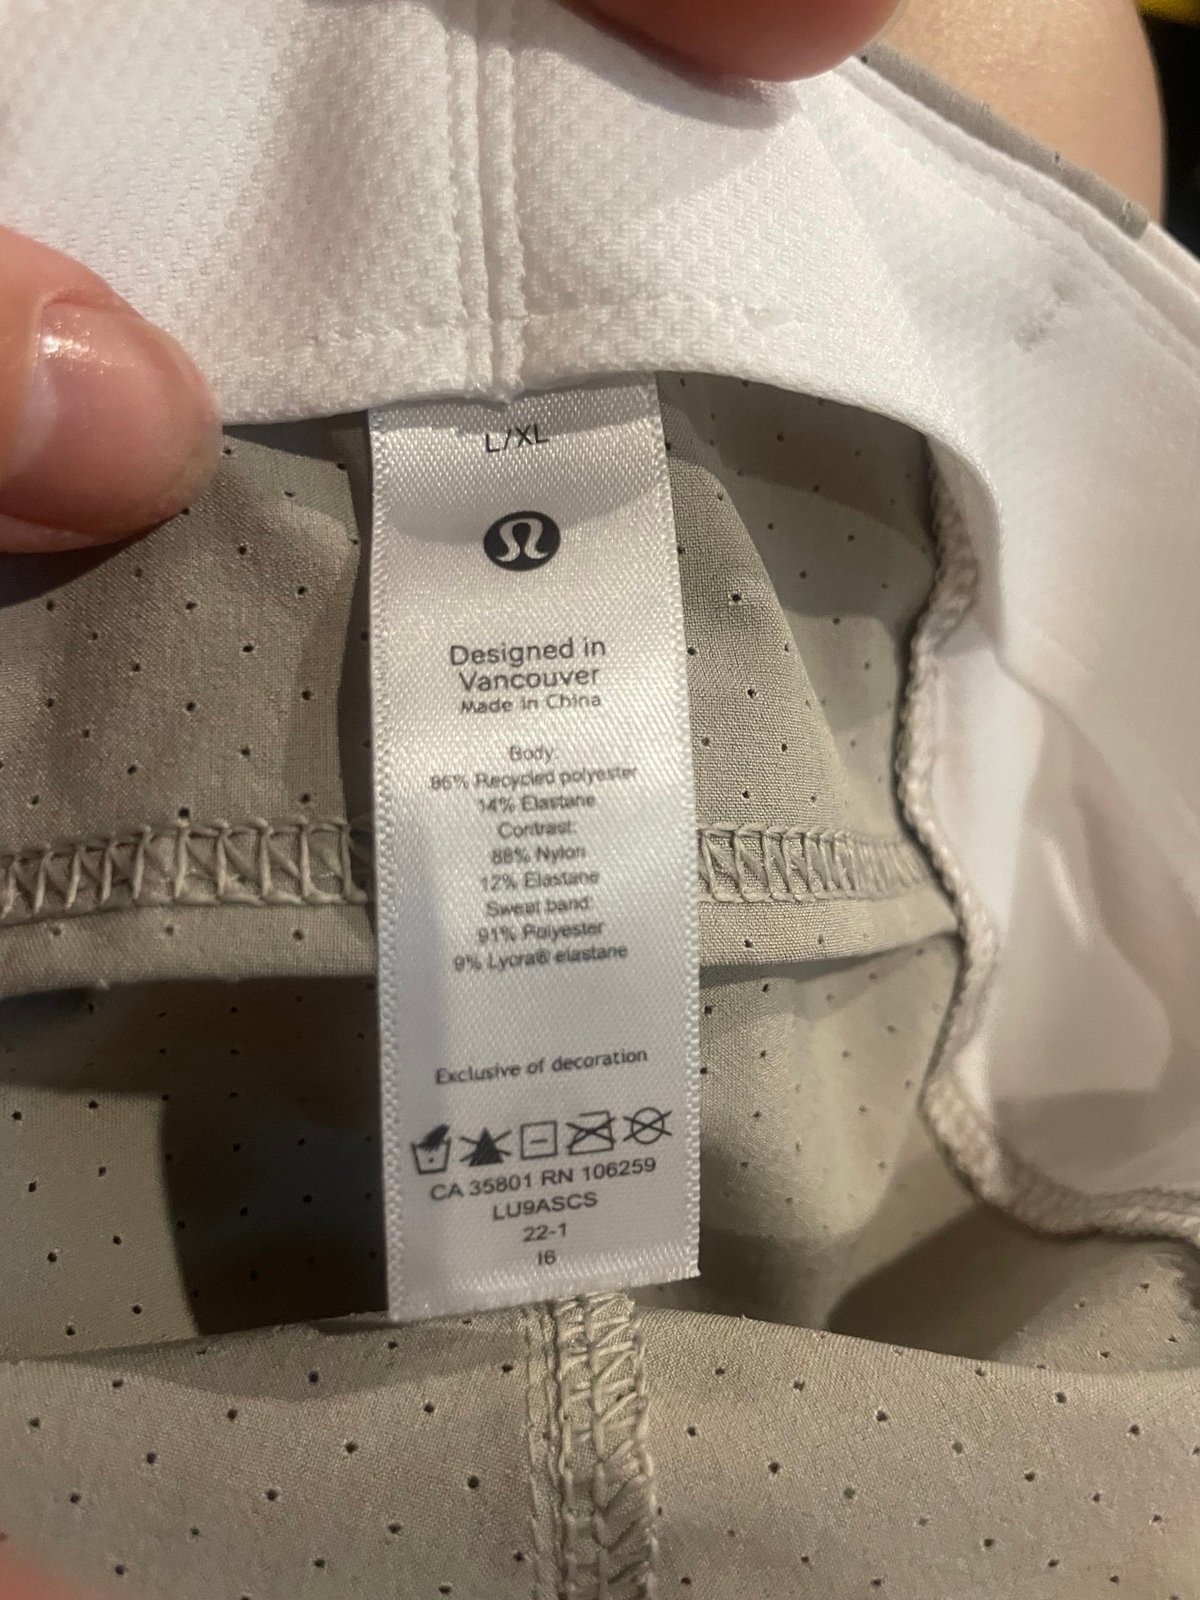 L/XL
Designed in
Vancouver
Made in China
Body:
86% Recycled polyester
14% Elastane
Contrast:
88% Nylon
12% Elastane
Sweat band:
91% Polyester
9% Lycra® elastane
Exclusive of decoration
CA 35801 RN 106259
LU9ASCS
22-1
I6